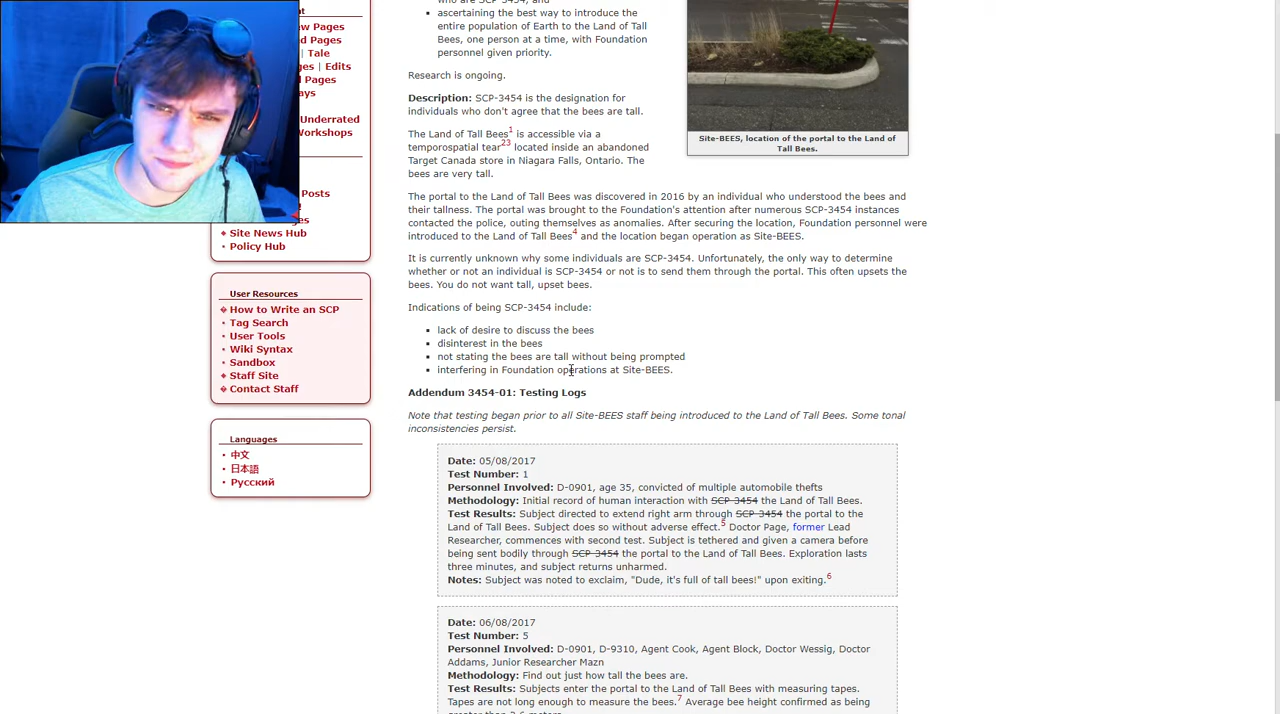 w Pages
d Pages
| Tale
ges | Edits
d Pages
ays
Underrated
Workshops
Posts
s!
gs
Site News Hub
Policy Hub
User Resources
How to Write an SCP
Tag Search
User Tools
Wiki Syntax
Sandbox
Staff Site
Contact Staff
Languages
中文
日本語
Русский
ascertaining the best way to introduce the
entire population of Earth to the Land of Tall
Bees, one person at a time, with Foundation
personnel given priority.
Research is ongoing.
Description: SCP-3454 is the designation for
individuals who don't agree that the bees are tall.
The Land of Tall Bees1 is accessible via a
temporospatial tear23 located inside an abandoned
Target Canada store in Niagara Falls, Ontario. The
bees are very tall.
Site-BEES, location of the portal to the Land of
Tall Bees.
The portal to the Land of Tall Bees was discovered in 2016 by an individual who understood the bees and
their tallness. The portal was brought to the Foundation's attention after numerous SCP-3454 instances
contacted the police, outing themselves as anomalies. After securing the location, Foundation personnel were
introduced to the Land of Tall Bees4 and the location began operation as Site-BEES.
It is currently unknown why some individuals are SCP-3454. Unfortunately, the only way to determine
whether or not an individual is SCP-3454 or not is to send them through the portal. This often upsets the
bees. You do not want tall, upset bees.
Indications of being SCP-3454 include:
lack of desire to discuss the bees
disinterest in the bees
not stating the bees are tall without being prompted
interfering in Foundation operations at Site-BEES.
Addendum 3454-01: Testing Logs
Note that testing began prior to all Site-BEES staff being introduced to the Land of Tall Bees. Some tonal
inconsistencies persist.
Date: 05/08/2017
Test Number: 1
Personnel Involved: D-0901, age 35, convicted of multiple automobile thefts
Methodology: Initial record of human interaction with SCP-3454 the Land of Tall Bees.
Test Results: Subject directed to extend right arm through SCP-3454 the portal to the
Land of Tall Bees. Subject does so without adverse effect.5 Doctor Page, former Lead
Researcher, commences with second test. Subject is tethered and given a camera before
being sent bodily through SCP-3454 the portal to the Land of Tall Bees. Exploration lasts
three minutes, and subject returns unharmed.
Notes: Subject was noted to exclaim, "Dude, it's full of tall bees!" upon exiting.6
Date: 06/08/2017
Test Number: 5
Personnel Involved: D-0901, D-9310, Agent Cook, Agent Block, Doctor Wessig, Doctor
Addams, Junior Researcher Mazn
Methodology: Find out just how tall the bees are.
Test Results: Subjects enter the portal to the Land of Tall Bees with measuring tapes.
Tapes are not long enough to measure the bees.7 Average bee height confirmed as being